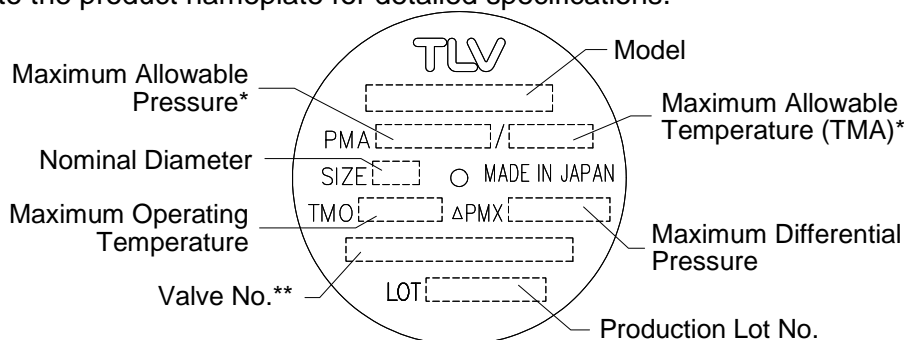 to the product nameplate for detailed specifications.
TLV
Model
Maximum Allowable
Pressure*
PMA
/
Maximum Allowable
Temperature (TMA)*
Nominal Diameter
SIZE
MADE IN JAPAN
Maximum Operating
Temperature
TMO
△PMX
Maximum Differential
Pressure
Valve No.**
LOT
Production Lot No.